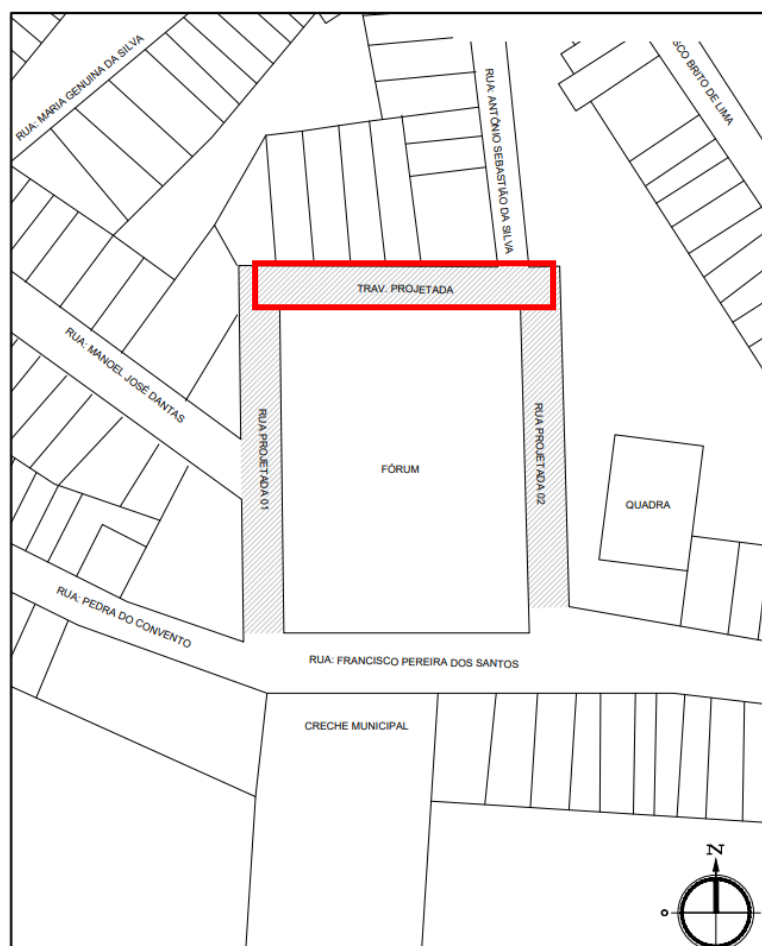 RUA: MARIA GENUINA DA SILVA
RUA: ANTÔNIO SEBASTIÃO DA SILVA
SCO BRITO DE LIMA
TRAV. PROJETADA
RUA: MANOEL JOSÉ DANTAS
RUA PROJETADA 01
FÓRUM
RUA PROJETADA 02
QUADRA
RUA: PEDRA DO CONVENTO
RUA: FRANCISCO PEREIRA DOS SANTOS
CRECHE MUNICIPAL
N
O